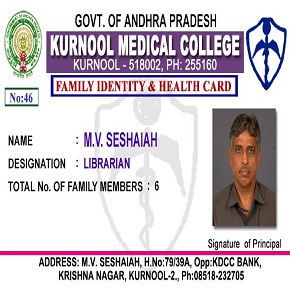 GOVT. OF ANDHRA PRADESH
KURNOOL MEDICAL COLLEGE
KURNOOL - 518002, PH: 255160
FAMILY IDENTITY & HEALTH CARD
No:46
NAME : M.V. SESHAIAH
DESIGNATION : LIBRARIAN
TOTAL No. OF FAMILY MEMBERS : 6
Signature of Principal
ADDRESS: M.V. SESHAIAH, H.No:79/39A, Opp:KDCC BANK,
KRISHNA NAGAR, KURNOOL-2., Ph:08518-232705